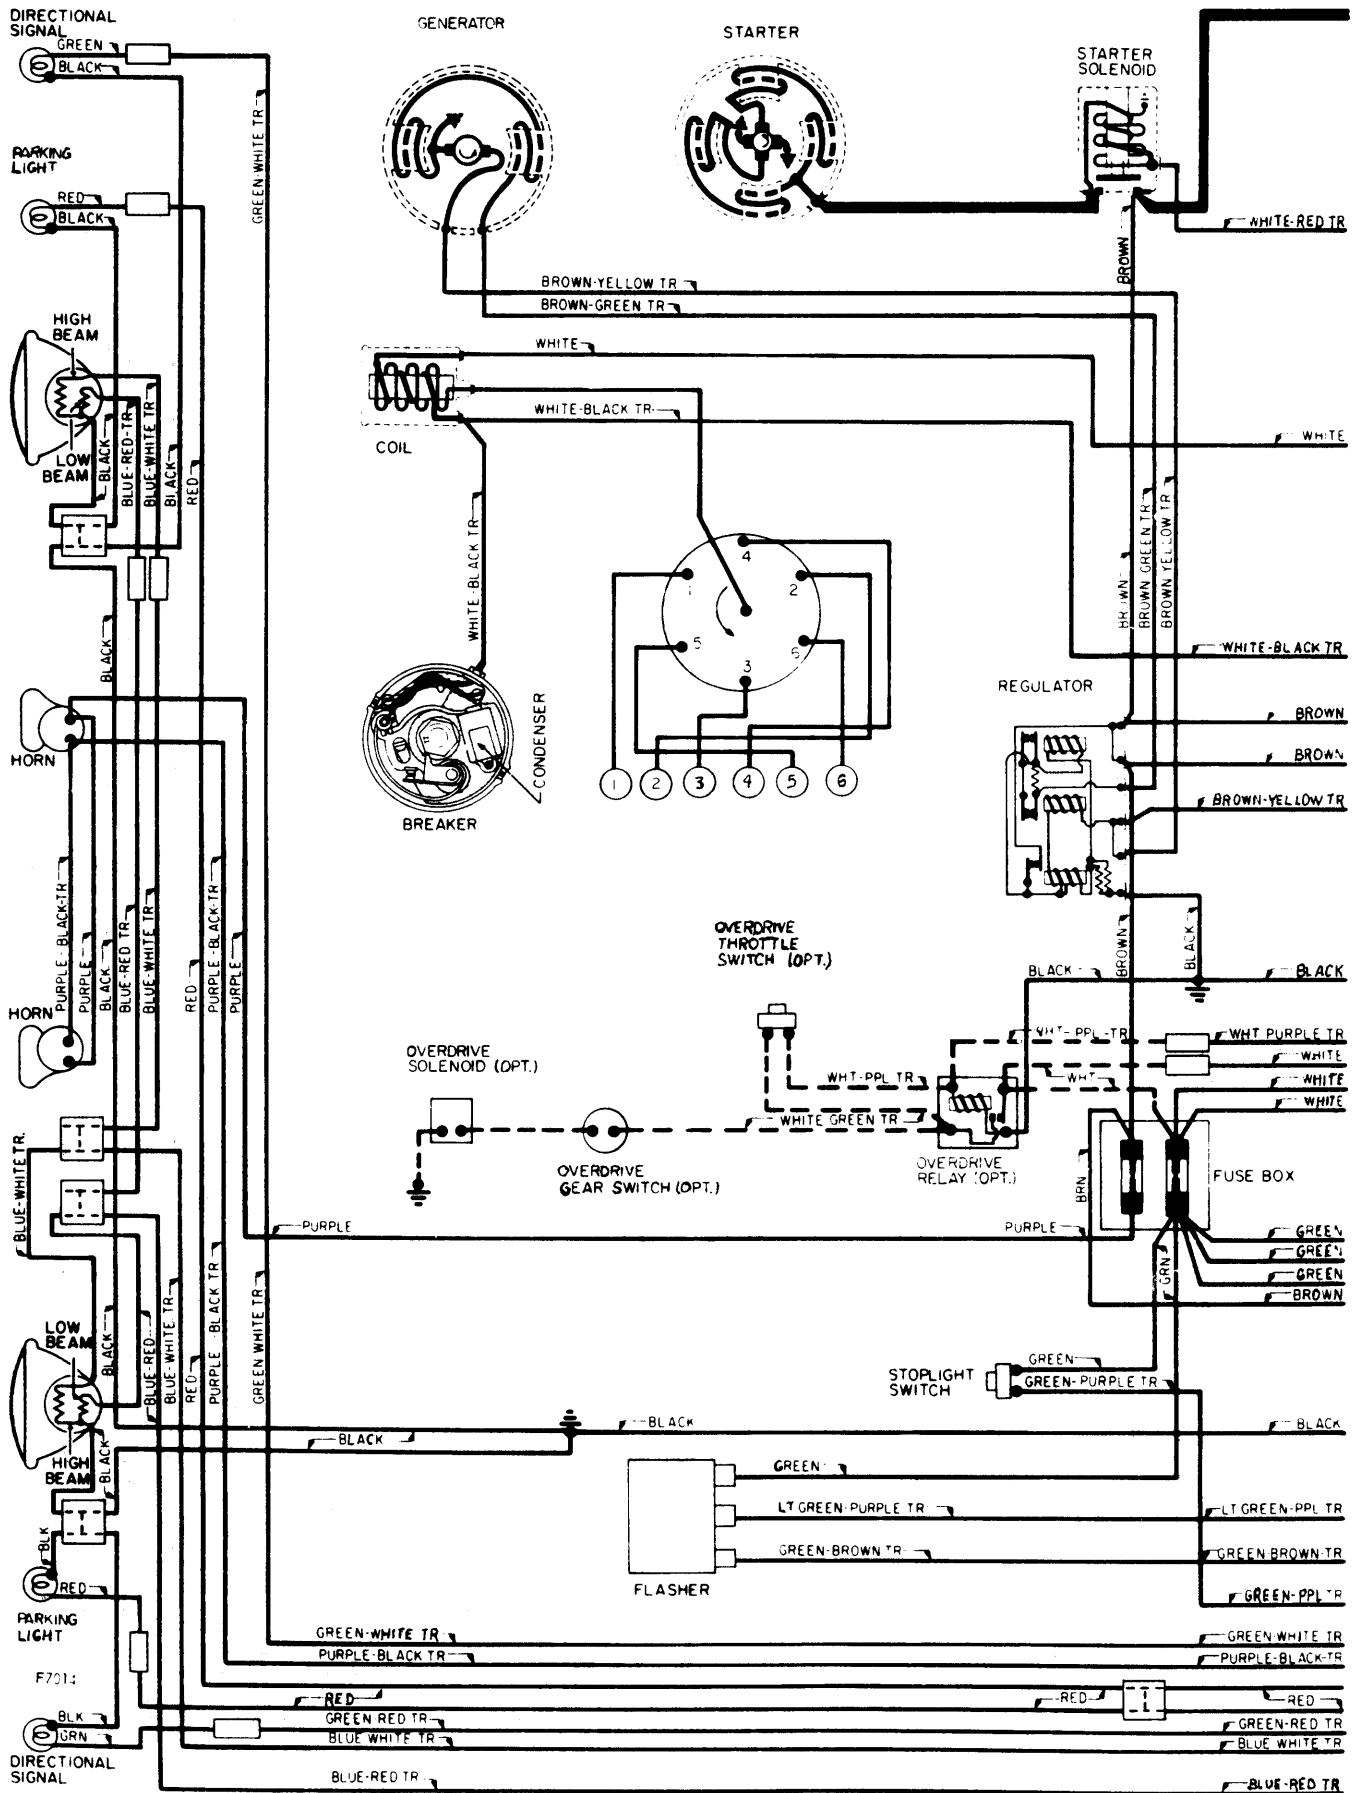 DIRECTIONAL
SIGNAL
GREEN
BLACK
GENERATOR
STARTER
STARTER
SOLENOID
PARKING
LIGHT
RED
BLACK
GREEN-WHITE TR
WHITE-RED TR
BROWN
BROWN-YELLOW TR
BROWN-GREEN TR
HIGH
BEAM
LOW
BEAM
BLACK
BLUE-RED-TR
BLUE-WHITE TR
BLACK
RED
WHITE
WHITE-BLACK TR
COIL
WHITE
WHITE-BLACK TR
4
1
2
5
6
3
BROWN
BROWN GREEN TR
BROWN YELLOW TR
BLACK
WHITE-BLACK TR
REGULATOR
HORN
BROWN
BROWN
BROWN-YELLOW TR
CONDENSER
BREAKER
1
2
3
4
5
6
PURPLE-BLACK-TR
PURPLE
BLACK
BLUE-RED TR
BLUE-WHITE TR
RED
PURPLE-BLACK-TR
PURPLE
OVERDRIVE
THROTTLE
SWITCH (OPT.)
BLACK
BROWN
BLACK
BLACK
HORN
OVERDRIVE
SOLENOID (OPT.)
WHT-PPL-TR
WHT PURPLE TR
WHITE
WHT-PPL TR
WHT
WHITE
WHITE
WHITE GREEN TR
OVERDRIVE
GEAR SWITCH (OPT.)
OVERDRIVE
RELAY (OPT.)
BRN
FUSE BOX
BLUE-WHITE TR.
PURPLE
PURPLE
GREEN
GREEN
GREEN
BROWN
GRN
LOW
BEAM
BLACK
BLUE-RED
BLUE-WHITE TR
RED
PURPLE - BLACK TR
GREEN WHITE TR
STOPLIGHT
SWITCH
GREEN
GREEN-PURPLE TR
BLACK
BLACK
BLACK
HIGH
BEAM
BLACK
GREEN
LT GREEN-PURPLE TR
LT GREEN-PPL TR
GREEN-BROWN TR
GREEN BROWN-TR
FLASHER
GREEN-PPL TR
BLK
RED
PARKING
LIGHT
GREEN-WHITE TR
GREEN-WHITE TR
PURPLE-BLACK TR
PURPLE-BLACK-TR
RED
RED
RED
BLK
GRN
GREEN RED TR
GREEN-RED TR
BLUE WHITE TR
BLUE WHITE TR
DIRECTIONAL
SIGNAL
BLUE-RED TR
BLUE-RED TR